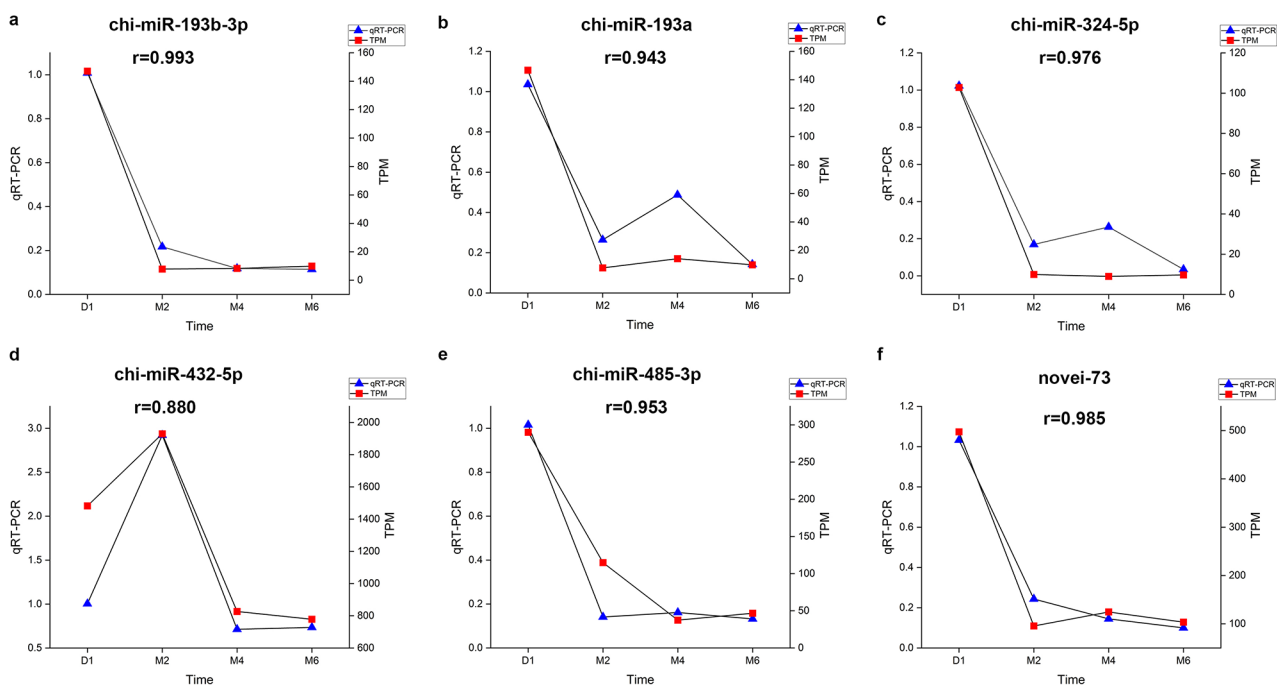 a
chi-miR-193b-3p
r=0.993
qRT-PCR
TPM
qRT-PCR
1.0
0.8
0.6
0.4
0.2
0.0
TPM
160
140
120
100
80
60
40
20
0
D1 M2 M4 M6
Time
b
chi-miR-193a
r=0.943
qRT-PCR
TPM
qRT-PCR
1.2
1.0
0.8
0.6
0.4
0.2
0.0
TPM
160
140
120
100
80
60
40
20
0
D1 M2 M4 M6
Time
c
chi-miR-324-5p
r=0.976
qRT-PCR
TPM
qRT-PCR
1.2
1.0
0.8
0.6
0.4
0.2
0.0
TPM
120
100
80
60
40
20
0
D1 M2 M4 M6
Time
d
chi-miR-432-5p
r=0.880
qRT-PCR
TPM
qRT-PCR
3.0
2.5
2.0
1.5
1.0
0.5
TPM
2000
1800
1600
1400
1200
1000
800
600
D1 M2 M4 M6
Time
e
chi-miR-485-3p
r=0.953
qRT-PCR
TPM
qRT-PCR
1.0
0.8
0.6
0.4
0.2
0.0
TPM
300
250
200
150
100
50
0
D1 M2 M4 M6
Time
f
novei-73
r=0.985
qRT-PCR
TPM
qRT-PCR
1.2
1.0
0.8
0.6
0.4
0.2
0.0
TPM
500
400
300
200
100
D1 M2 M4 M6
Time